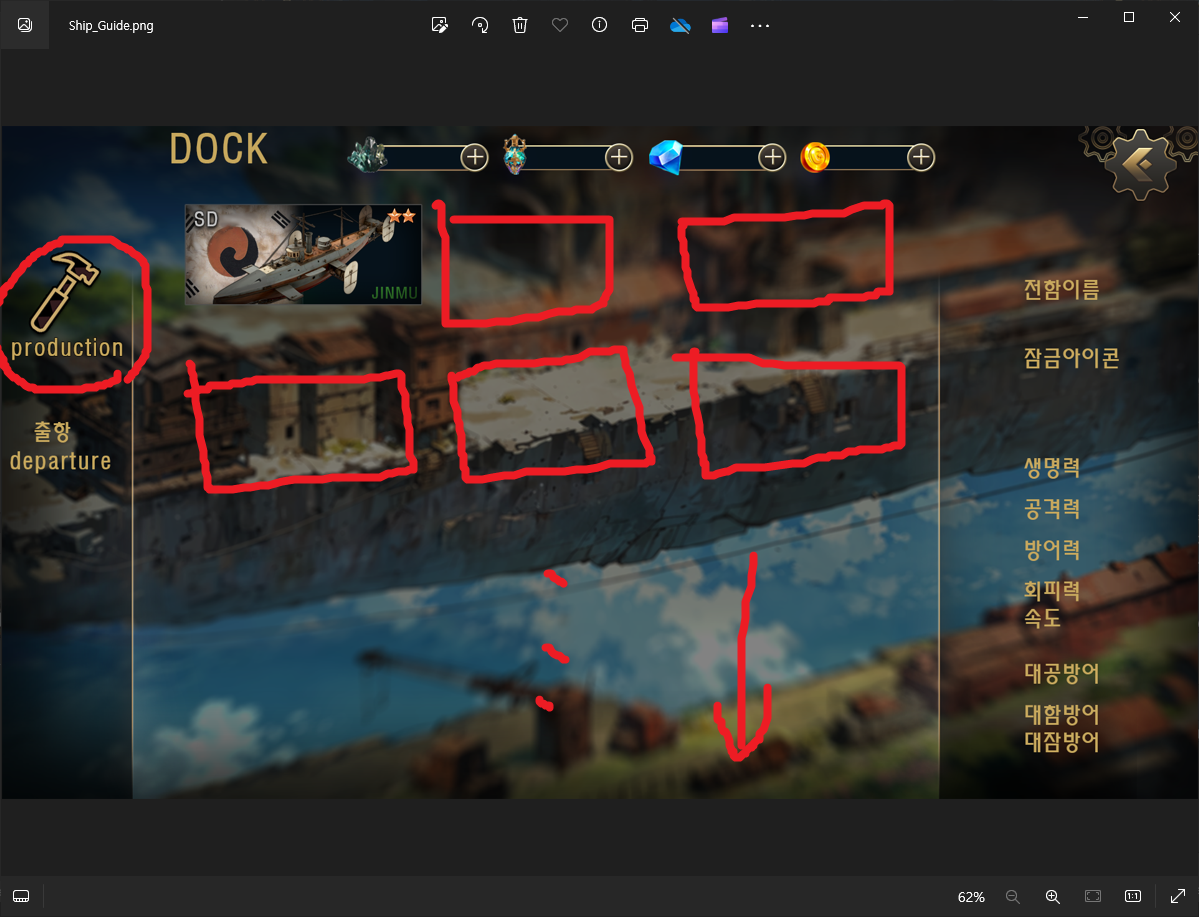 Ship_Guide.png
DOCK
SD
JINMU
production
출항
departure
전함이름
잠금아이콘
생명력
공격력
방어력
회피력
속도
대공방어
대함방어
대잠방어
62%
1:1